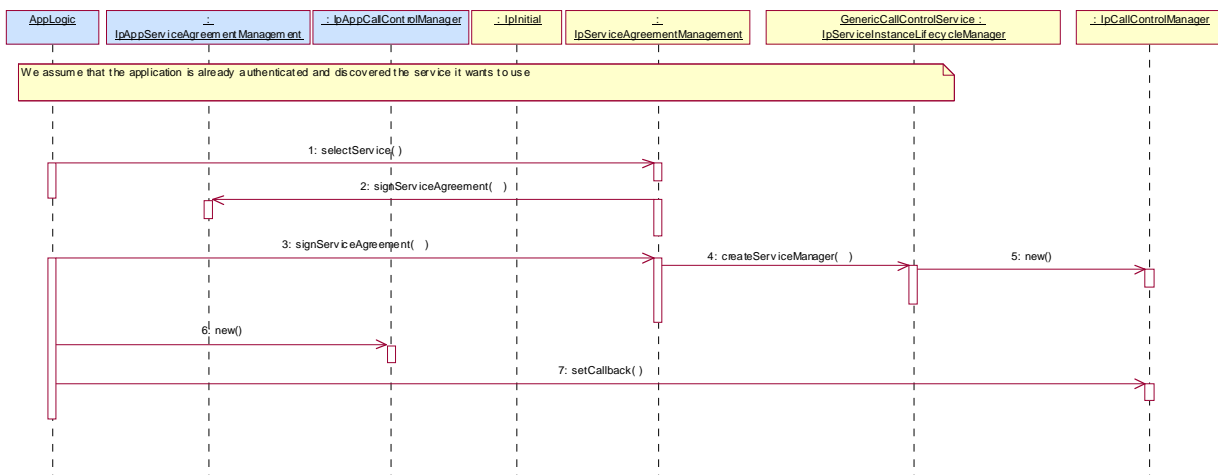 AppLogic
:
IpAppServiceAgreementManagement
: IpAppCallControlManager
: IpInitial
:
IpServiceAgreementManagement
GenericCallControlService :
IpServiceInstanceLifecycleManager
: IpCallControlManager
We assume that the application is already authenticated and discovered the service it wants to use
1: selectService( )
2: signServiceAgreement( )
3: signServiceAgreement( )
4: createServiceManager( )
5: new()
6: new()
7: setCallback( )